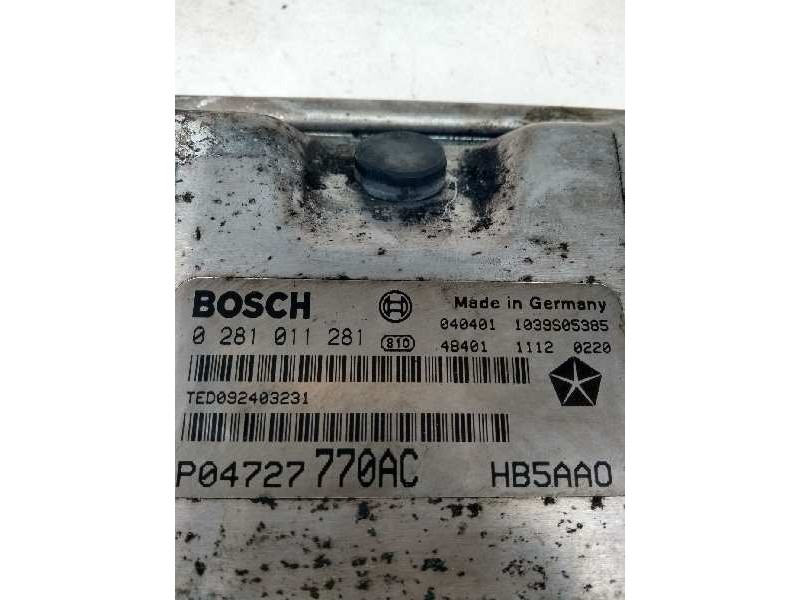 BOSCH Made in Germany
0 281 011 281 810 040401 1039S05385
48401 1112 0220
TED092403231
P04727 770AC HB5AA0